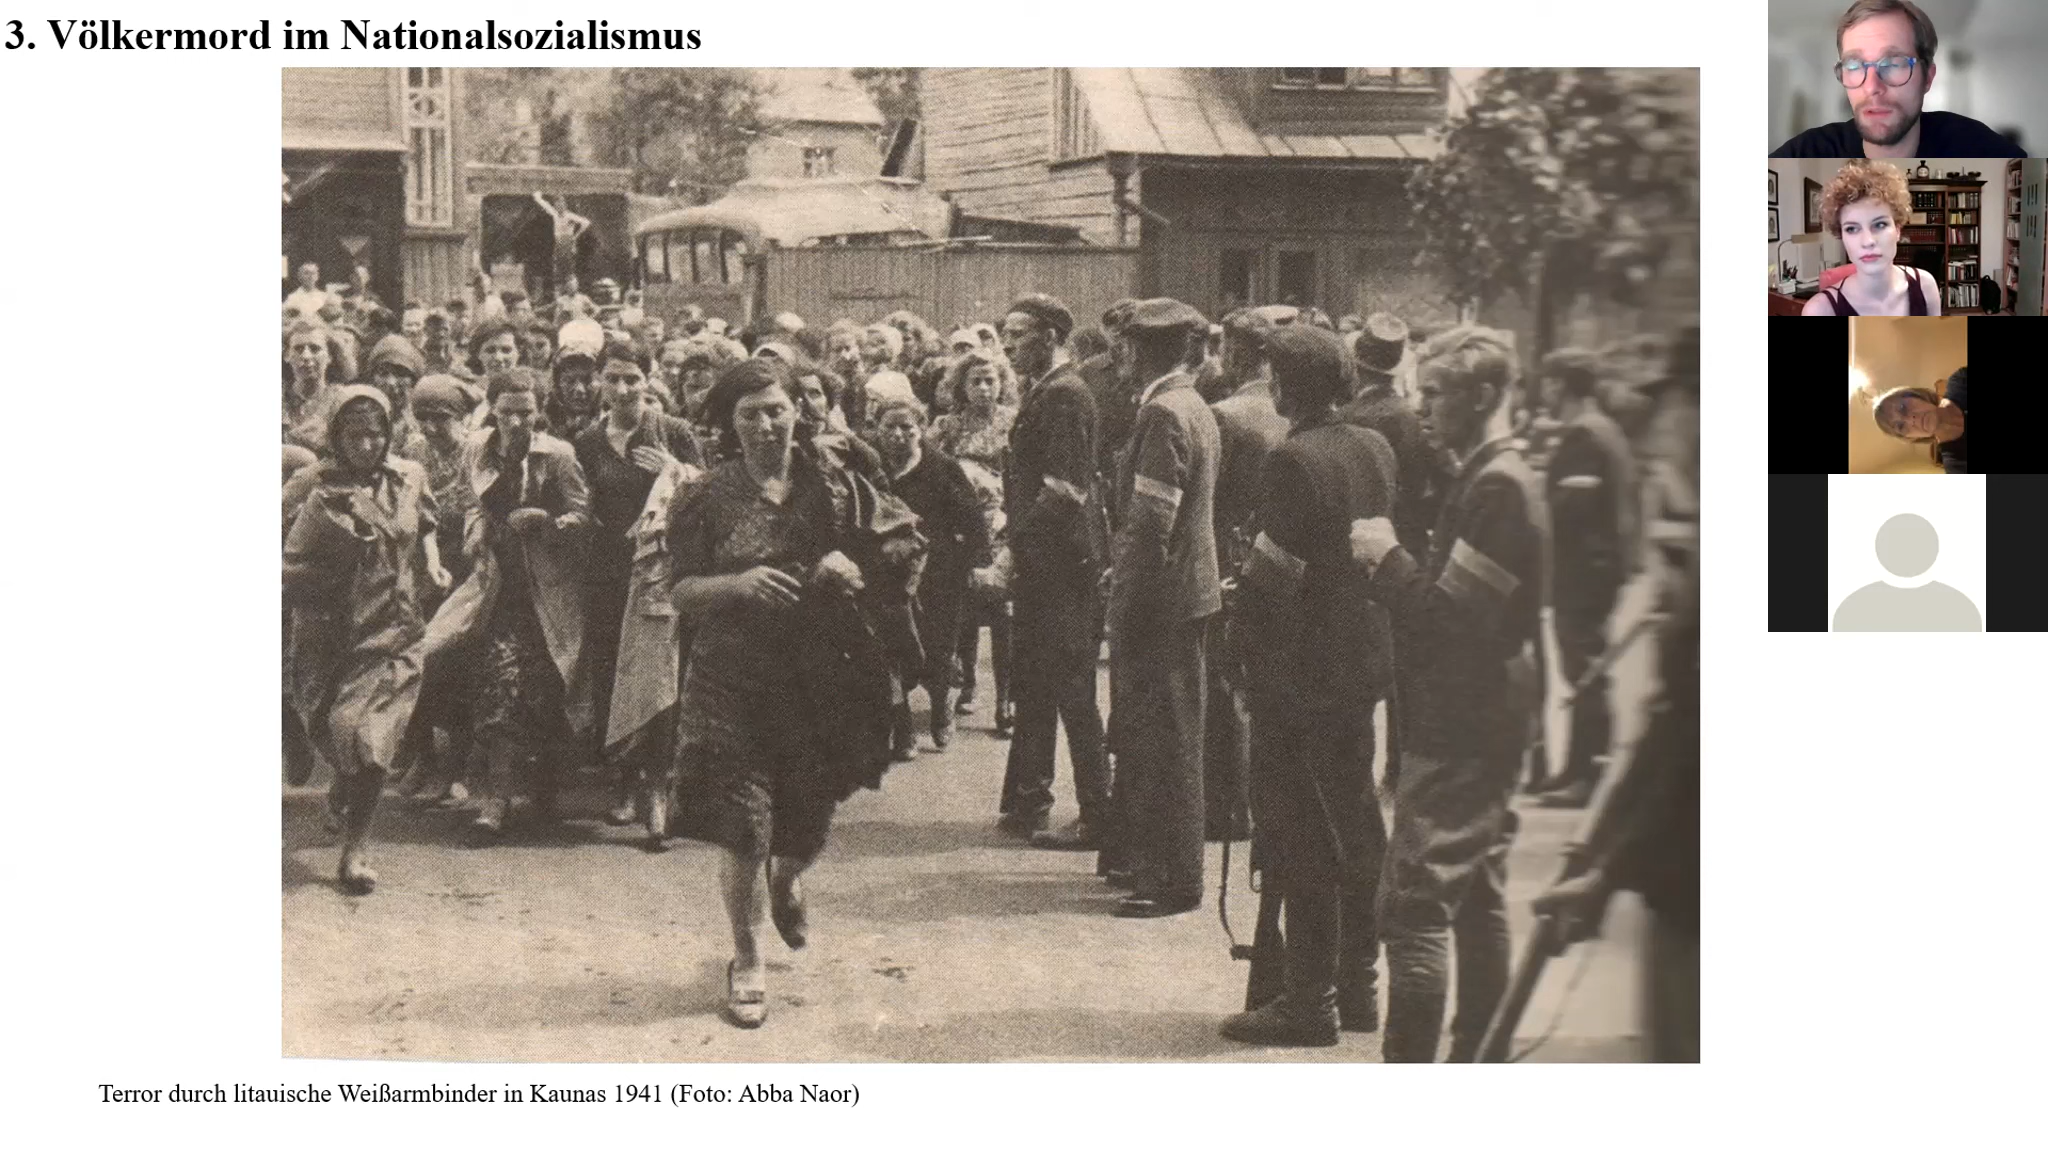 3. Völkermord im Nationalsozialismus
Terror durch litauische Weißarmbinder in Kaunas 1941 (Foto: Abba Naor)